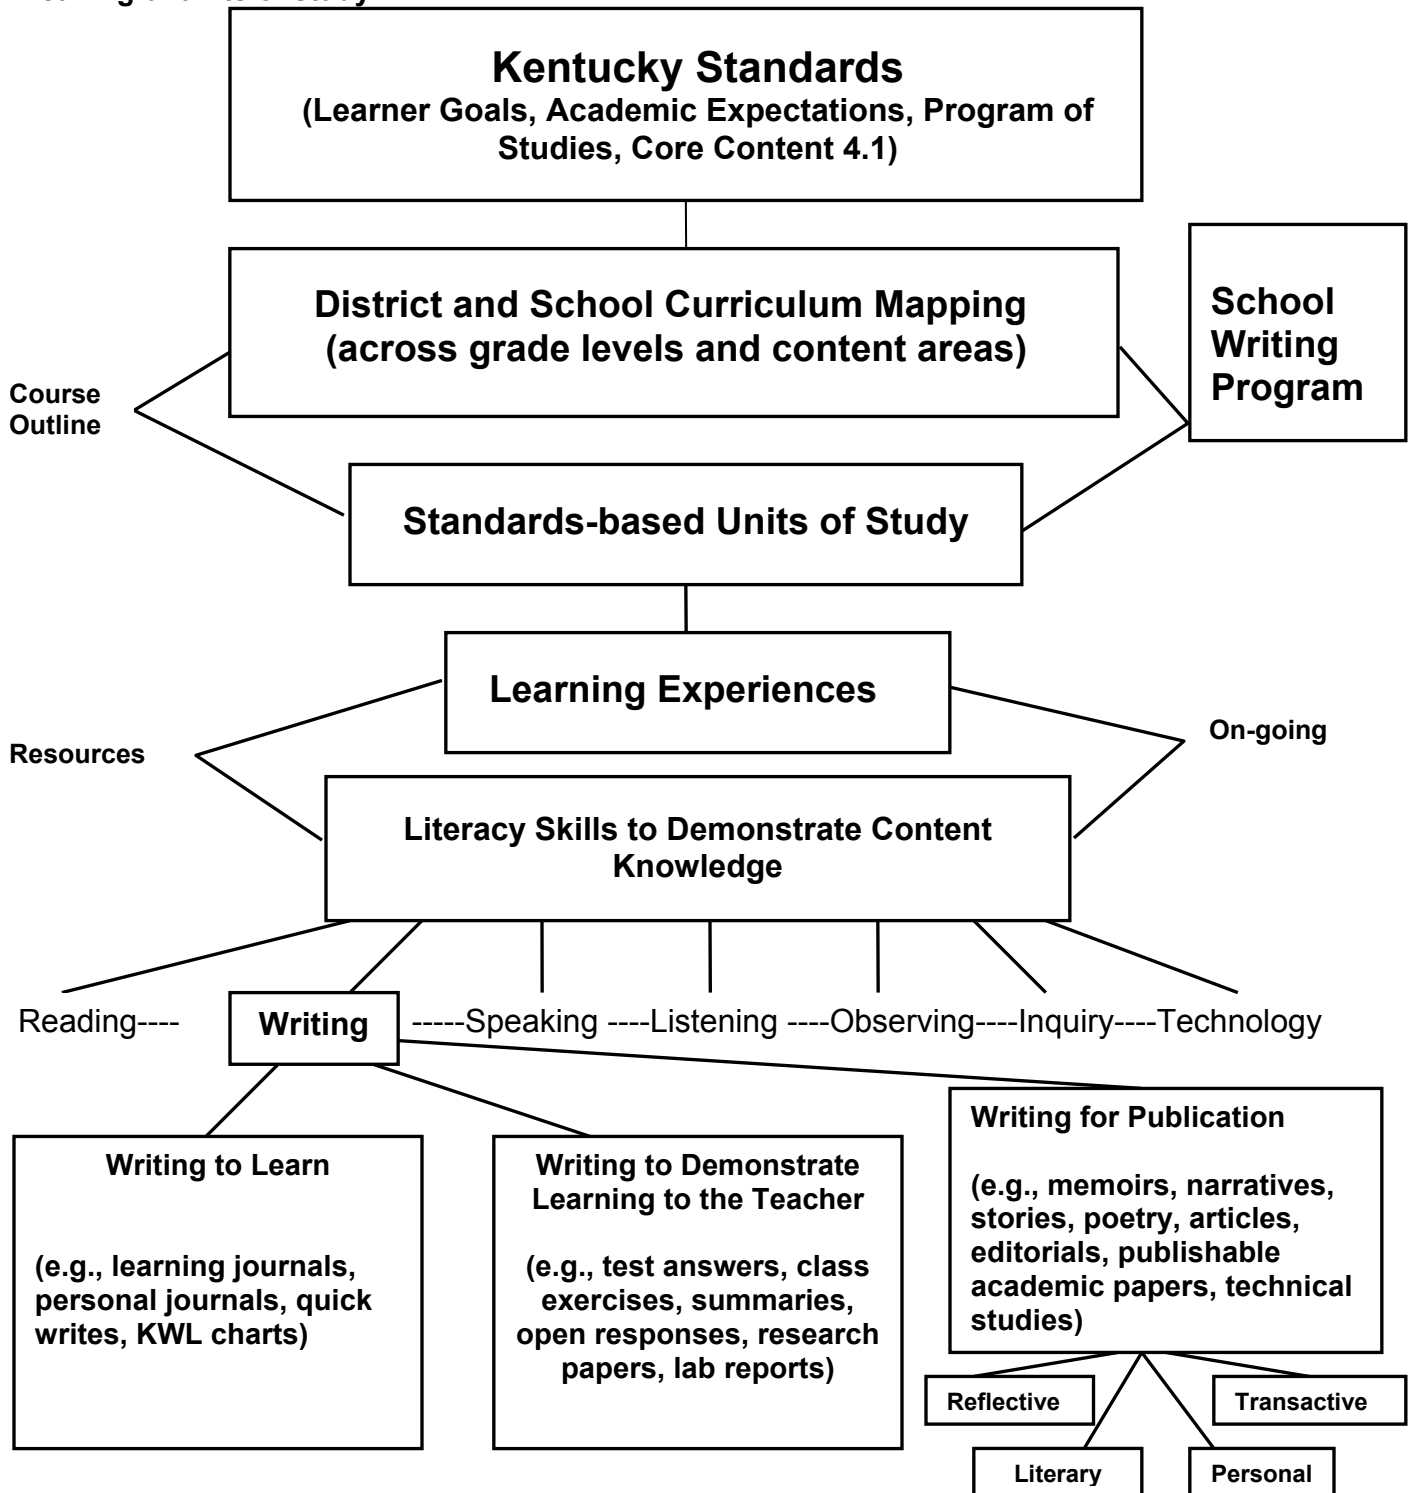 Kentucky Standards
(Learner Goals, Academic Expectations, Program of
Studies, Core Content 4.1)
District and School Curriculum Mapping
(across grade levels and content areas)
School
Writing
Program
Course
Outline
Standards-based Units of Study
Learning Experiences
Resources
On-going
Literacy Skills to Demonstrate Content
Knowledge
Reading---- Writing -----Speaking ----Listening ----Observing----Inquiry----Technology
Writing to Learn
(e.g., learning journals,
personal journals, quick
writes, KWL charts)
Writing to Demonstrate
Learning to the Teacher
(e.g., test answers, class
exercises, summaries,
open responses, research
papers, lab reports)
Writing for Publication
(e.g., memoirs, narratives,
stories, poetry, articles,
editorials, publishable
academic papers, technical
studies)
Reflective
Transactive
Literary
Personal